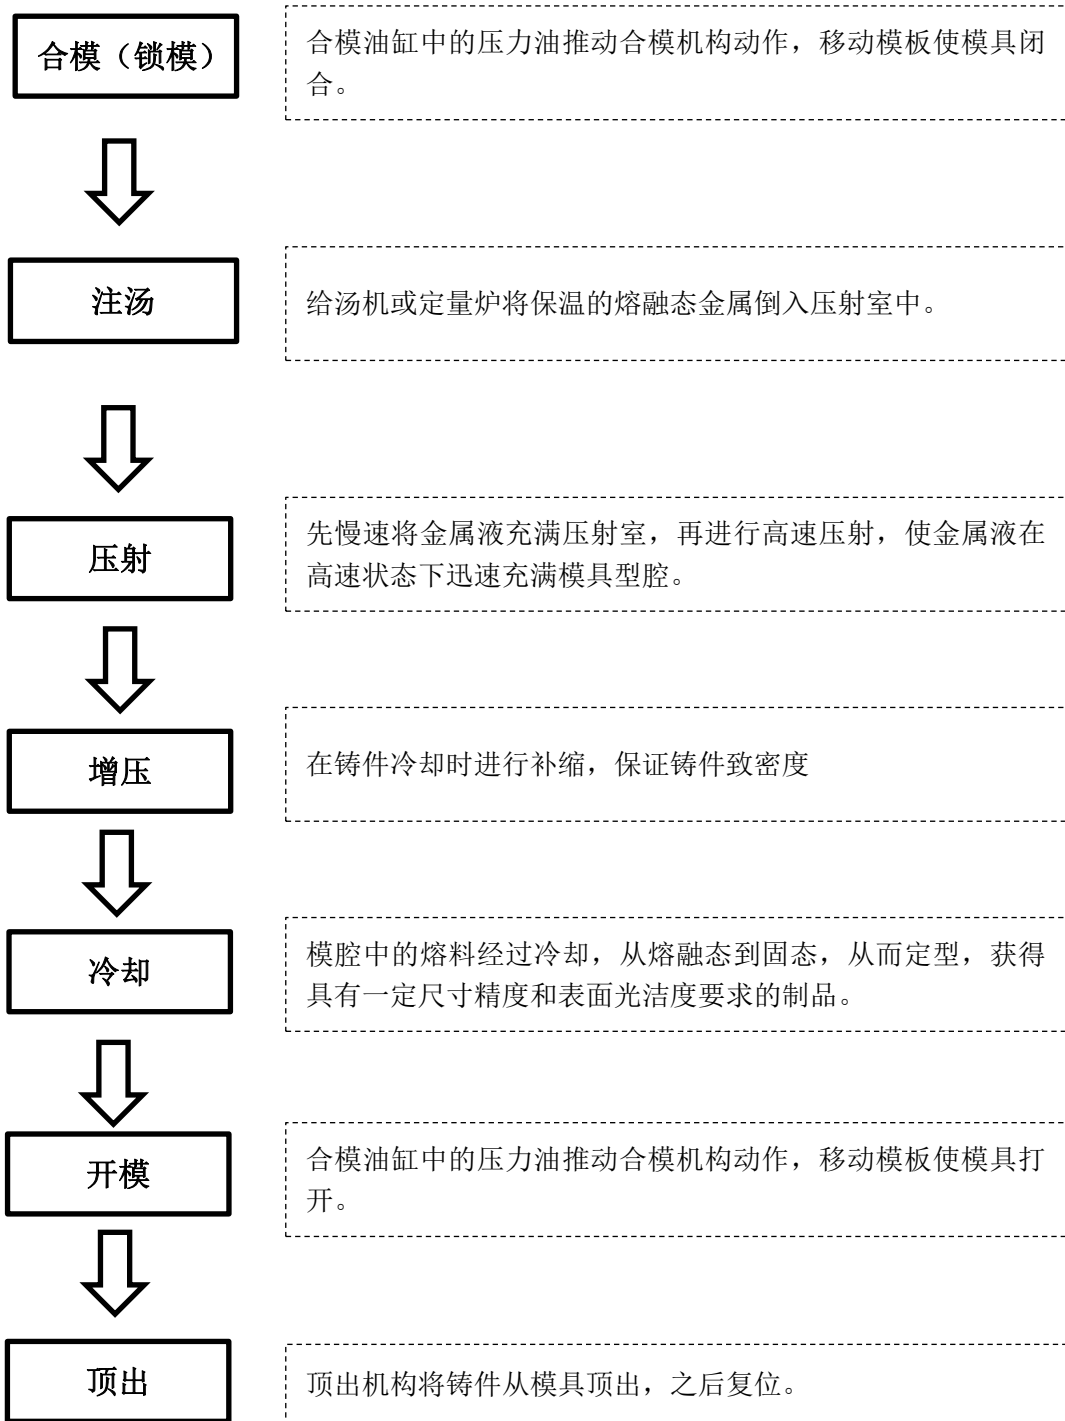 合模（锁模）
合模油缸中的压力油推动合模机构动作，移动模板使模具闭
合。
注汤
给汤机或定量炉将保温的熔融态金属倒入压射室中。
压射
先慢速将金属液充满压射室，再进行高速压射，使金属液在
高速状态下迅速充满模具型腔。
增压
在铸件冷却时进行补缩，保证铸件致密度
冷却
模腔中的熔料经过冷却，从熔融态到固态，从而定型，获得
具有一定尺寸精度和表面光洁度要求的制品。
开模
合模油缸中的压力油推动合模机构动作，移动模板使模具打
开。
顶出
顶出机构将铸件从模具顶出，之后复位。